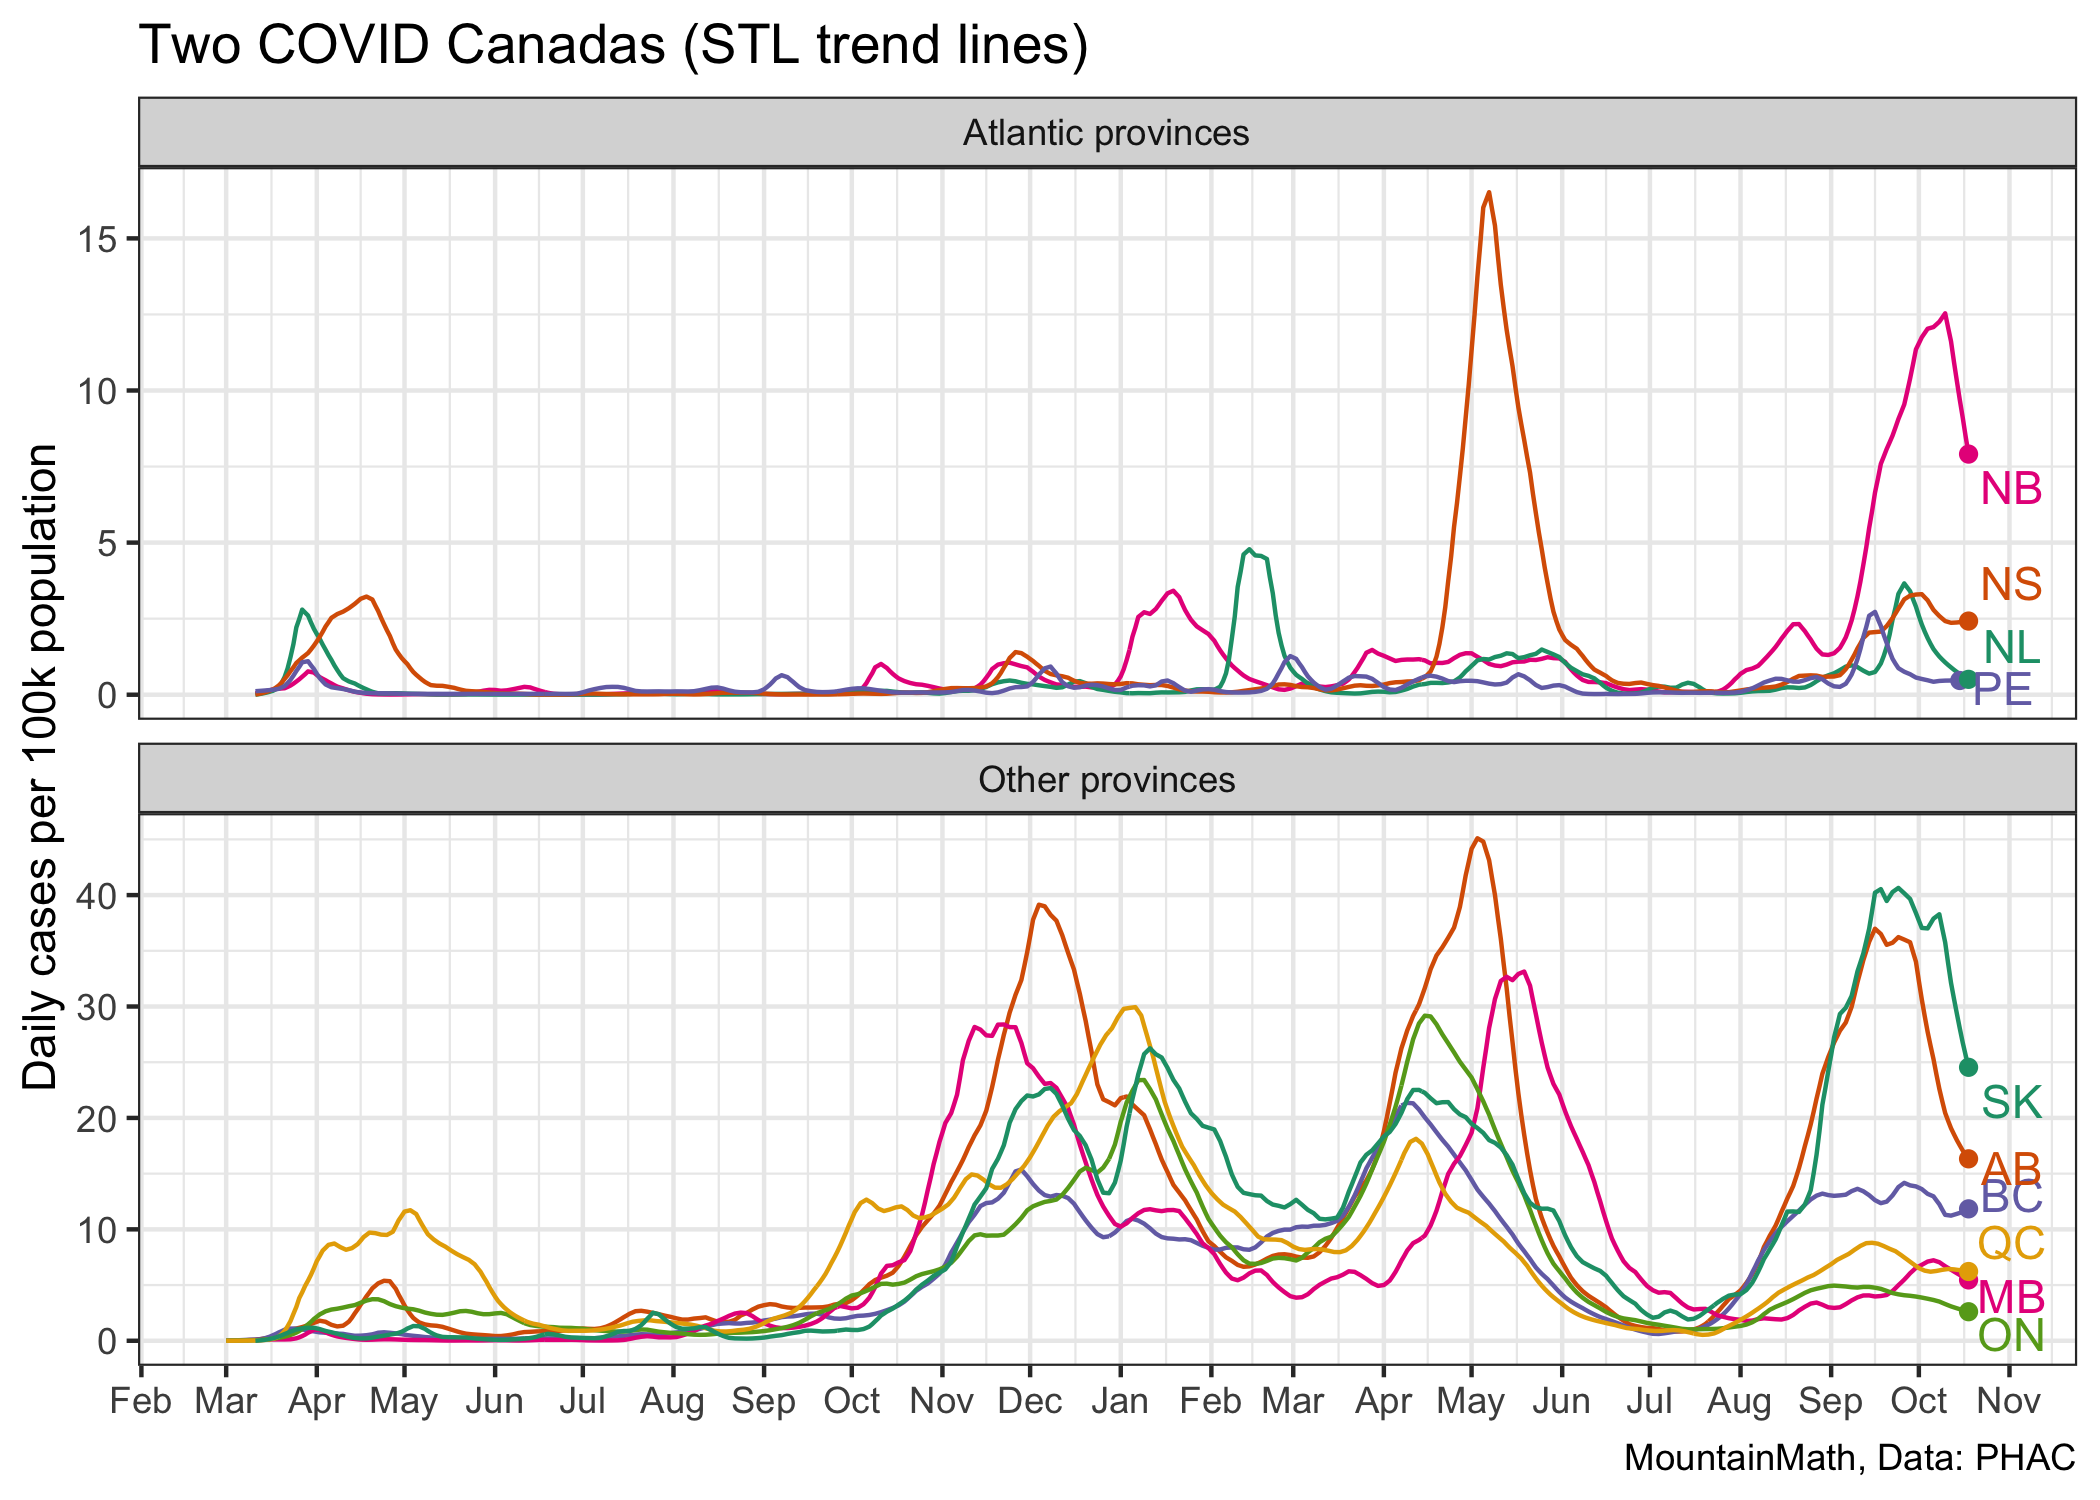 Two COVID Canadas (STL trend lines)
Atlantic provinces
15
10
5
0
NB
NS
NL
PE
Daily cases per 100k population
Other provinces
40
30
20
10
0
SK
AB
BC
QC
MB
ON
Feb Mar Apr May Jun Jul Aug Sep Oct Nov Dec Jan Feb Mar Apr May Jun Jul Aug Sep Oct Nov
MountainMath, Data: PHAC